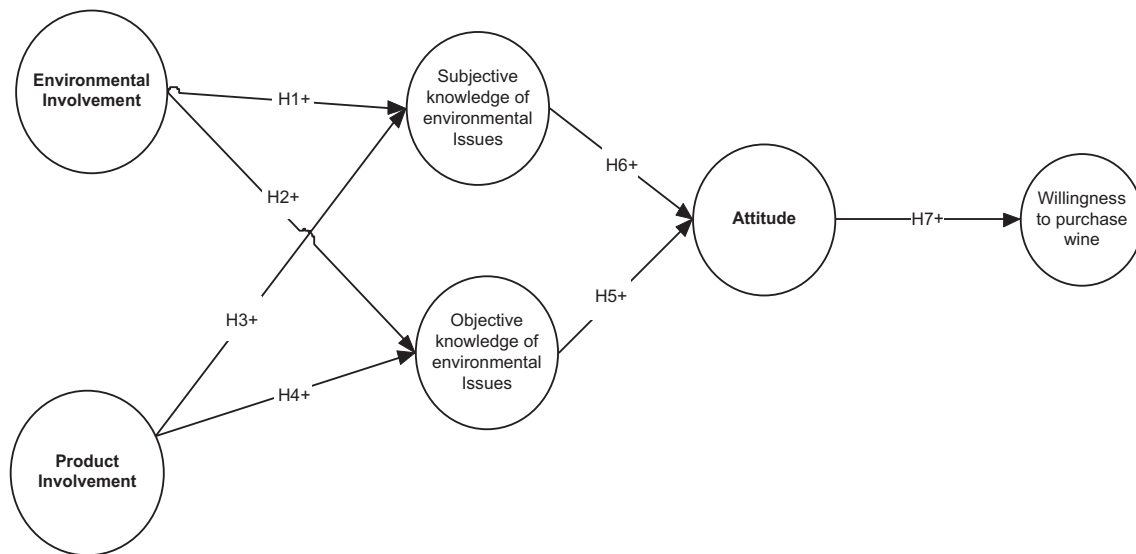 Environmental
Involvement
H1+
Subjective
knowledge of
environmental
Issues
H2+
H6+
Attitude
H7+
Willingness
to purchase
wine
H3+
H5+
Objective
knowledge of
environmental
Issues
H4+
Product
Involvement